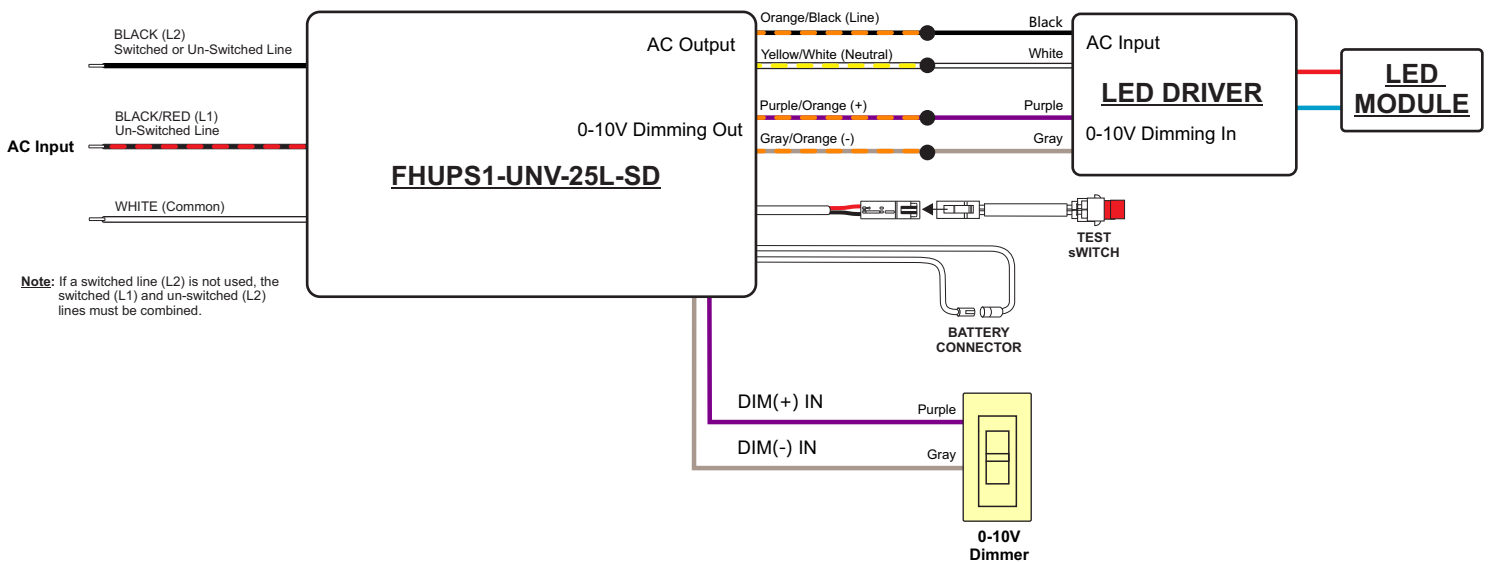 BLACK (L2)
Switched or Un-Switched Line
BLACK/RED (L1)
Un-Switched Line
AC Input
WHITE (Common)
Note: If a switched line (L2) is not used, the
switched (L1) and un-switched (L2)
lines must be combined.
AC Output
0-10V Dimming Out
FHUPS1-UNV-25L-SD
Orange/Black (Line)
Yellow/White (Neutral)
Purple/Orange (+)
Gray/Orange (-)
Black
White
Purple
Gray
AC Input
LED DRIVER
0-10V Dimming In
LED
MODULE
TEST
sWITCH
BATTERY
CONNECTOR
DIM(+) IN
Purple
DIM(-) IN
Gray
0-10V
Dimmer